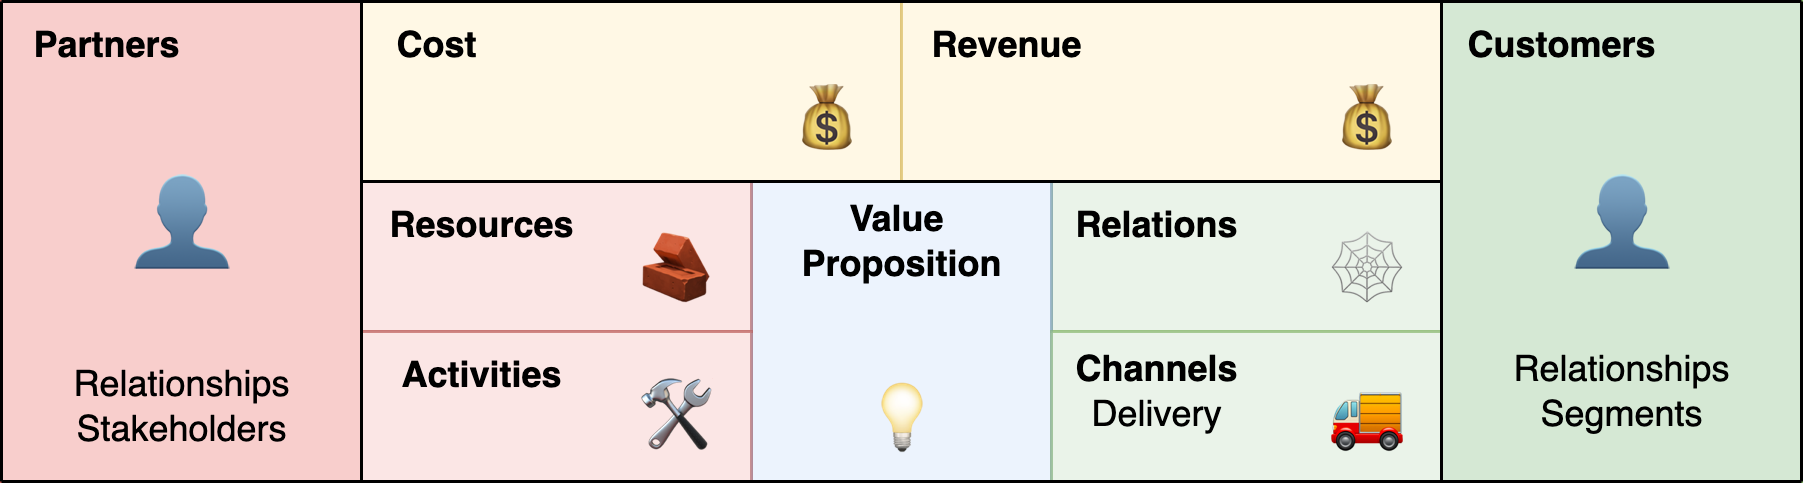 Partners
Relationships
Stakeholders
Cost
$
Revenue
$
Resources
Activities
Value
Proposition
Relations
Channels
Delivery
Customers
Relationships
Segments